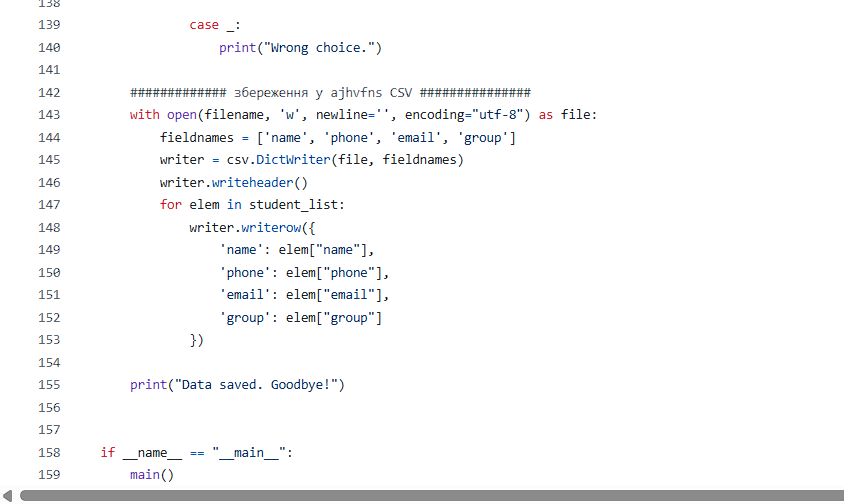 138
139 case _:
140 print("Wrong choice.")
141
142 ############# збереження у ajhvfns CSV ###############
143 with open(filename, 'w', newline='', encoding="utf-8") as file:
144 fieldnames = ['name', 'phone', 'email', 'group']
145 writer = csv.DictWriter(file, fieldnames)
146 writer.writeheader()
147 for elem in student_list:
148 writer.writerow({
149 'name': elem["name"],
150 'phone': elem["phone"],
151 'email': elem["email"],
152 'group': elem["group"]
153 })
154
155 print("Data saved. Goodbye!")
156
157
158 if __name__ == "__main__":
159 main()